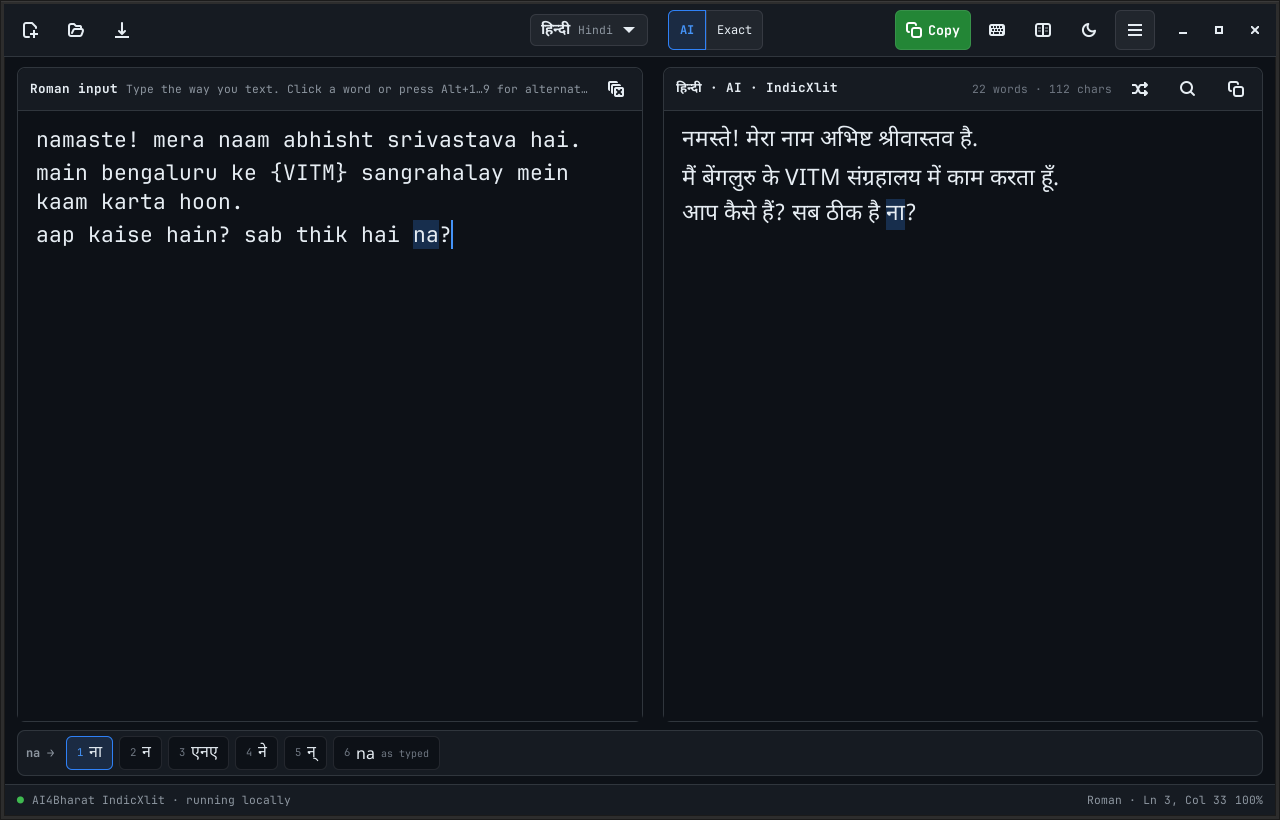 हिन्दी Hindi
AI Exact
Copy
Roman input Type the way you text. Click a word or press Alt+1…9 for alternat…
namaste! mera naam abhisht srivastava hai.
main bengaluru ke {VITM} sangrahalay mein
kaam karta hoon.
aap kaise hain? sab thik hai na?
हिन्दी · AI · IndicXlit 22 words · 112 chars
नमस्ते! मेरा नाम अभिष्ट श्रीवास्तव है.
मैं बेंगलुरु के VITM संग्रहालय में काम करता हूँ.
आप कैसे हैं? सब ठीक है ना?
na → 1 ना 2 न 3 एनए 4 ने 5 न् 6 na as typed
AI4Bharat IndicXlit · running locally Roman · Ln 3, Col 33 100%